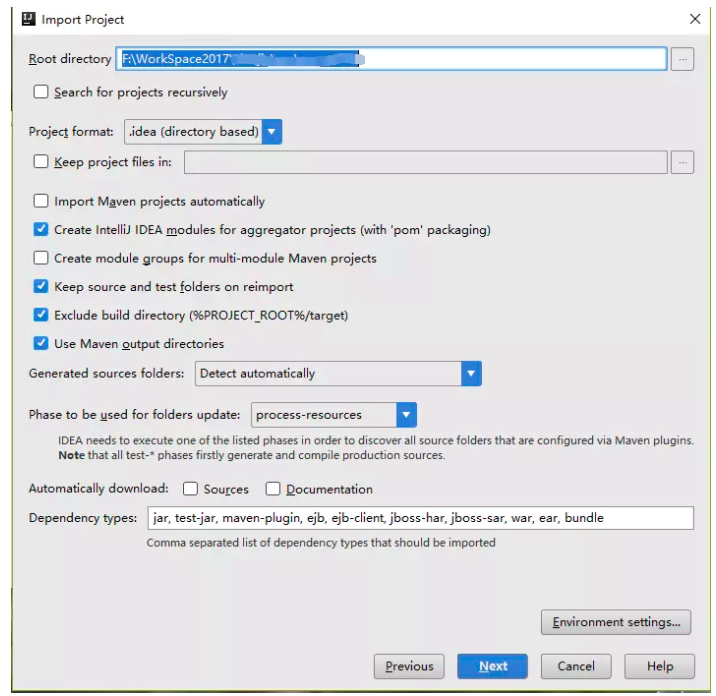 Import Project
Root directory F:\WorkSpace2017\
...
Search for projects recursively
Project format: .idea (directory based)
Keep project files in:
...
Import Maven projects automatically
Create IntelliJ IDEA modules for aggregator projects (with 'pom' packaging)
Create module groups for multi-module Maven projects
Keep source and test folders on reimport
Exclude build directory (%PROJECT_ROOT%/target)
Use Maven output directories
Generated sources folders: Detect automatically
Phase to be used for folders update: process-resources
IDEA needs to execute one of the listed phases in order to discover all source folders that are configured via Maven plugins.
Note that all test-* phases firstly generate and compile production sources.
Automatically download: Sources Documentation
Dependency types: jar, test-jar, maven-plugin, ejb, ejb-client, jboss-har, jboss-sar, war, ear, bundle
Comma separated list of dependency types that should be imported
Environment settings...
Previous Next Cancel Help